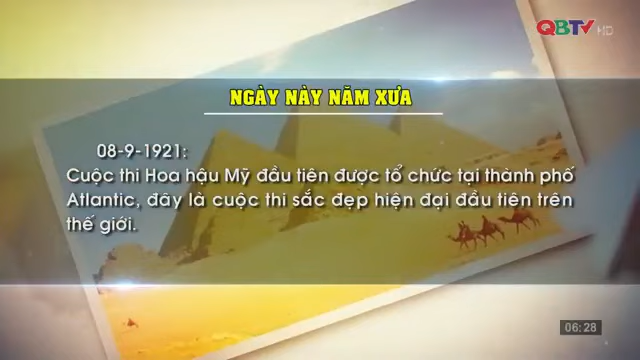 QBTV HD
NGÀY NÀY NĂM XƯA
08-9-1921:
Cuộc thi Hoa hậu Mỹ đầu tiên được tổ chức tại thành phố
Atlantic, đây là cuộc thi sắc đẹp hiện đại đầu tiên trên
thế giới.
06:28